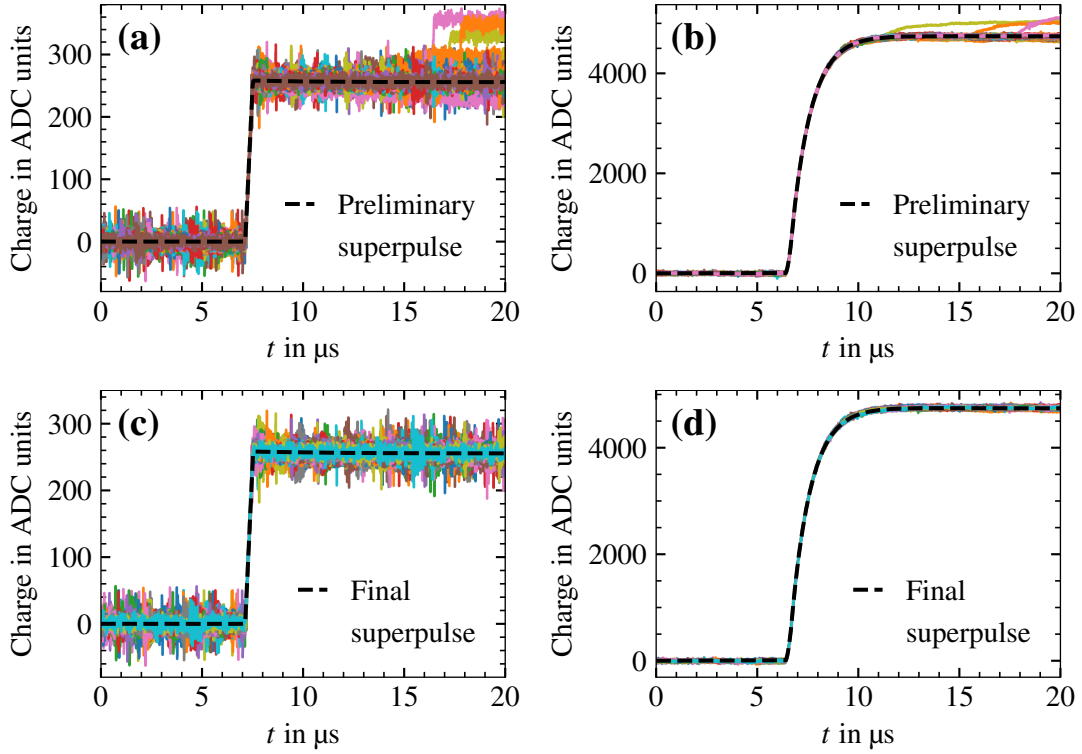 (a)
Charge in ADC units
300
200
100
0
Preliminary
superpulse
0 5 10 15 20
t in μs
(b)
Charge in ADC units
4000
2000
0
Preliminary
superpulse
0 5 10 15 20
t in μs
(c)
Charge in ADC units
300
200
100
0
Final
superpulse
0 5 10 15 20
t in μs
(d)
Charge in ADC units
4000
2000
0
Final
superpulse
0 5 10 15 20
t in μs